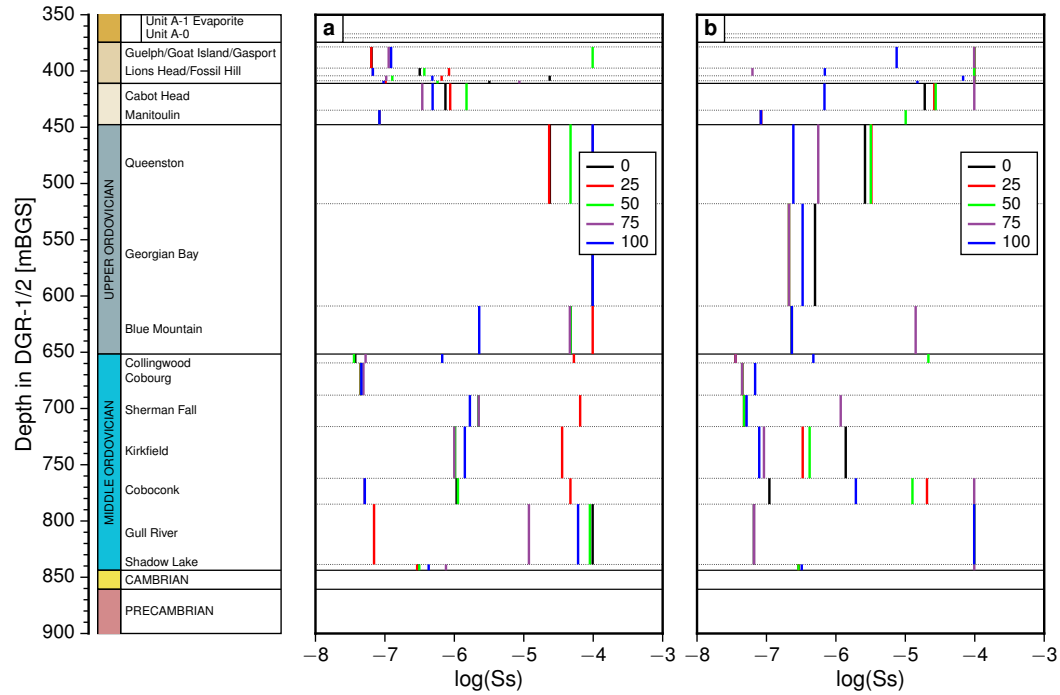 Depth in DGR-1/2 [mBGS]
350
400
450
500
550
600
650
700
750
800
850
900
UPPER ORDOVICIAN
MIDDLE ORDOVICIAN
Unit A-1 Evaporite
Unit A-0
Guelph/Goat Island/Gasport
Lions Head/Fossil Hill
Cabot Head
Manitoulin
Queenston
Georgian Bay
Blue Mountain
Collingwood
Cobourg
Sherman Fall
Kirkfield
Coboconk
Gull River
Shadow Lake
CAMBRIAN
PRECAMBRIAN
a
0
25
50
75
100
−8 −7 −6 −5 −4 −3
log(Ss)
b
0
25
50
75
100
−8 −7 −6 −5 −4 −3
log(Ss)